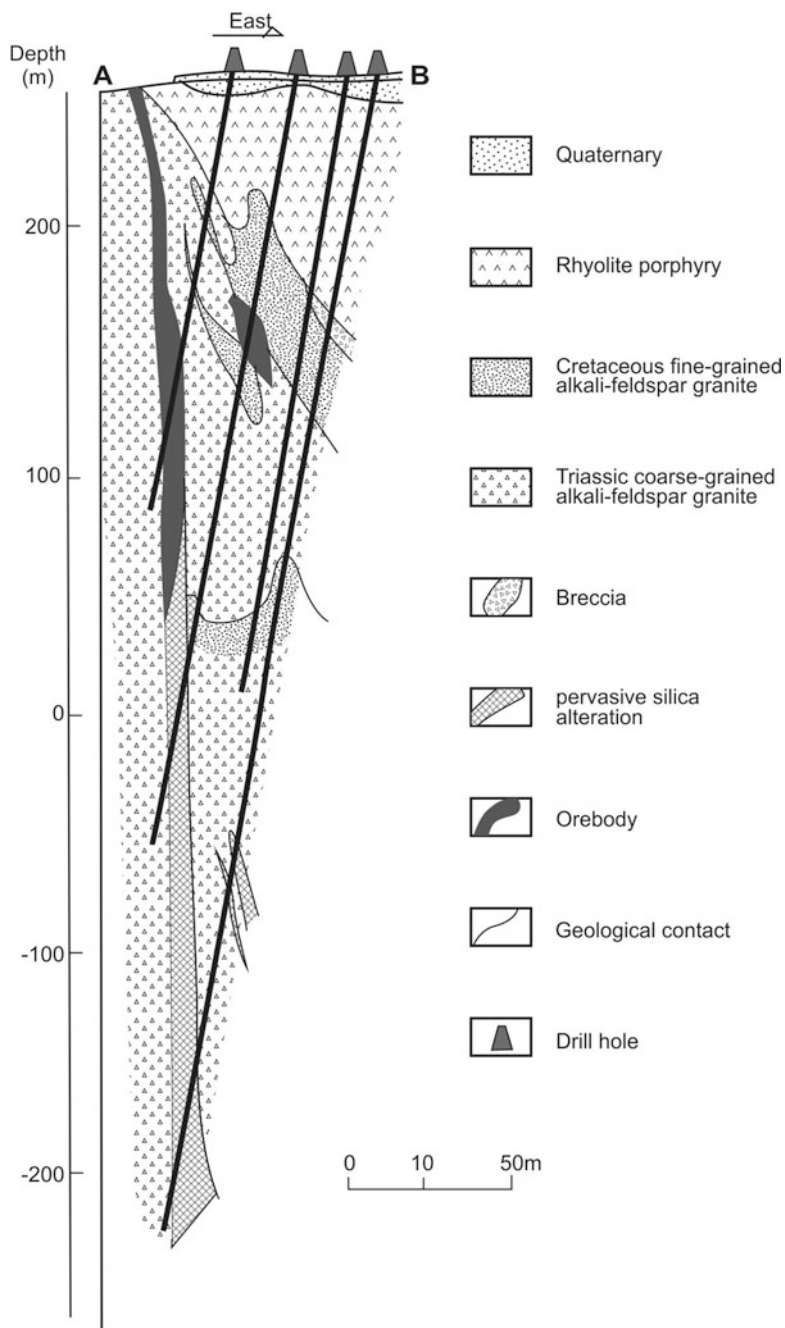 East
Depth
(m)
A
B
200
100
0
-100
-200
Quaternary
Rhyolite porphyry
Cretaceous fine-grained
alkali-feldspar granite
Triassic coarse-grained
alkali-feldspar granite
Breccia
pervasive silica
alteration
Orebody
Geological contact
Drill hole
0 10 50m